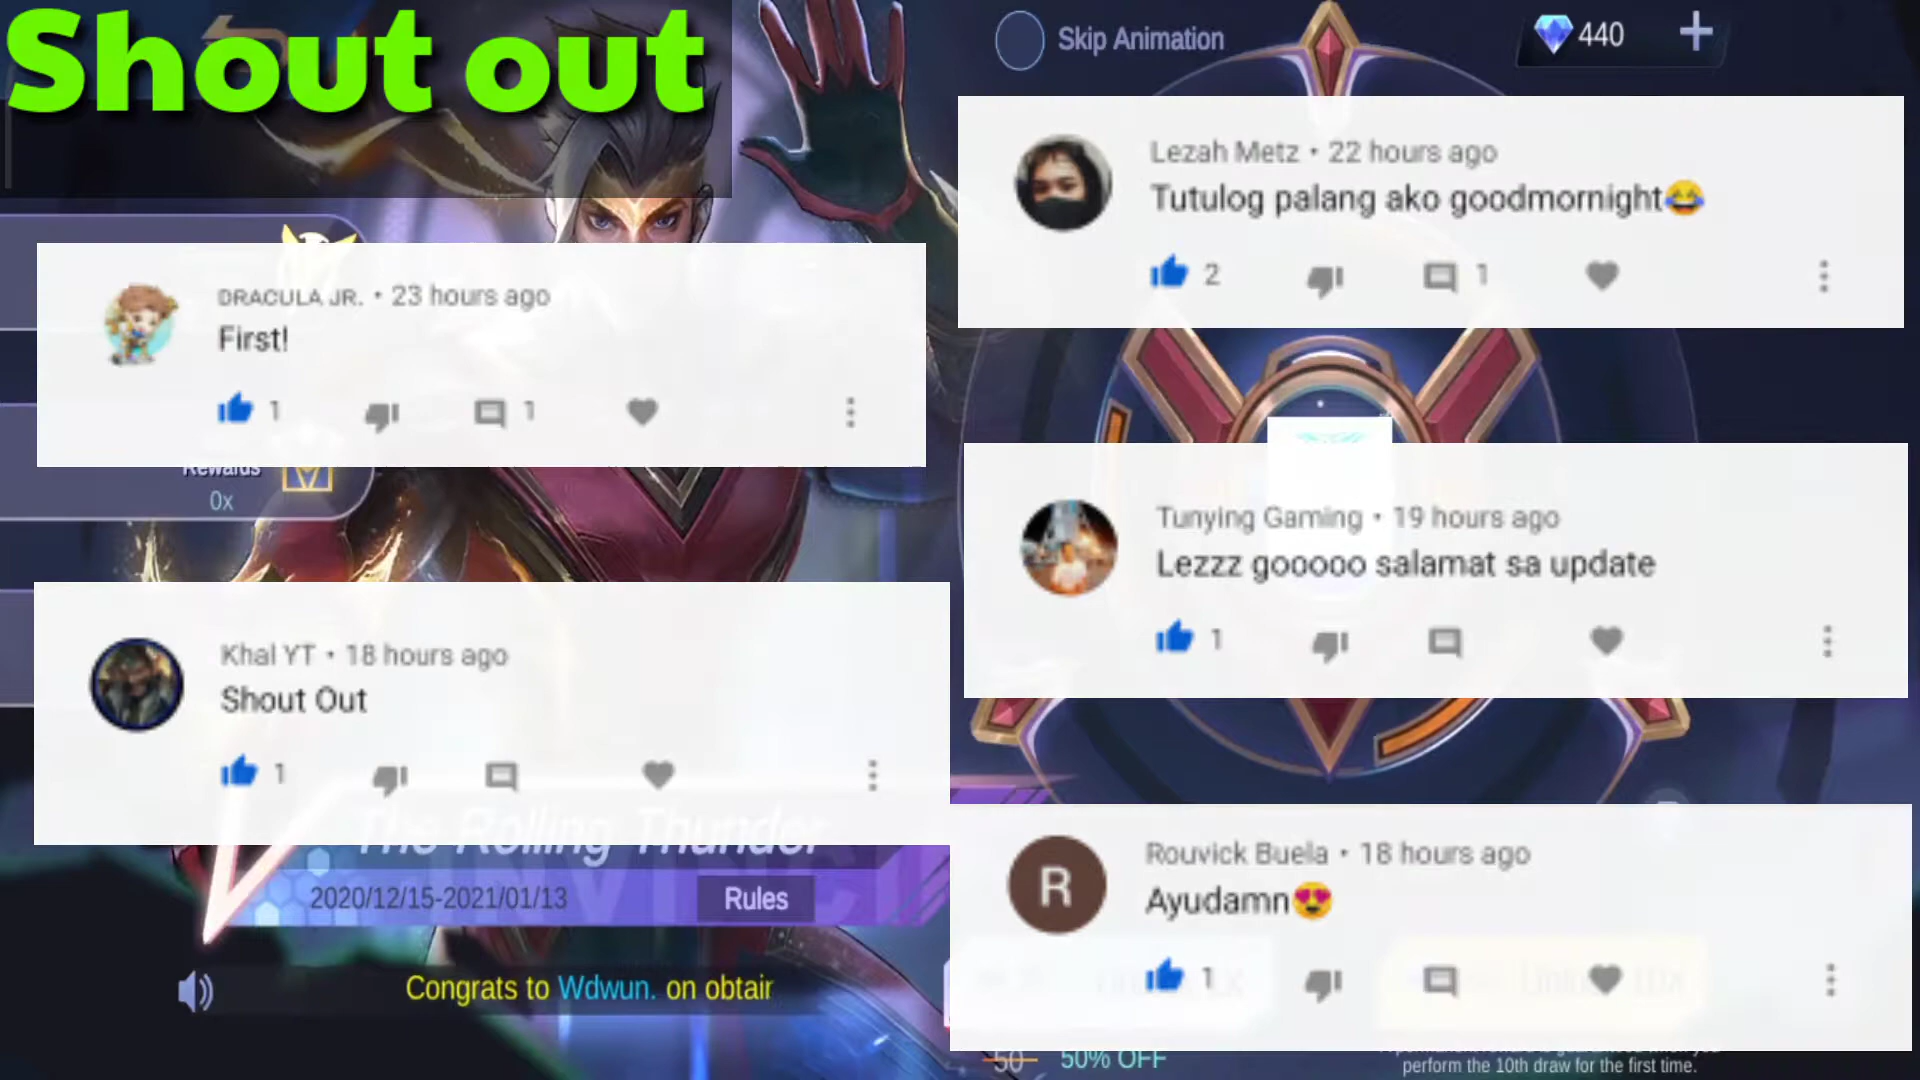 Shout out
Skip Animation
440
Lezah Metz • 22 hours ago
Tutulog palang ako goodmornight😂
2
1
DRACULA JR. • 23 hours ago
First!
1
1
Rewards
0x
Tunying Gaming • 19 hours ago
Lezzz gooooo salamat sa update
1
Khal YT • 18 hours ago
Shout Out
1
The Rolling Thunder
2020/12/15-2021/01/13
Rules
Rouvick Buela • 18 hours ago
R
Ayudamn😍
1
Congrats to Wdwun. on obtair
50
50% OFF
perform the 10th draw for the first time.